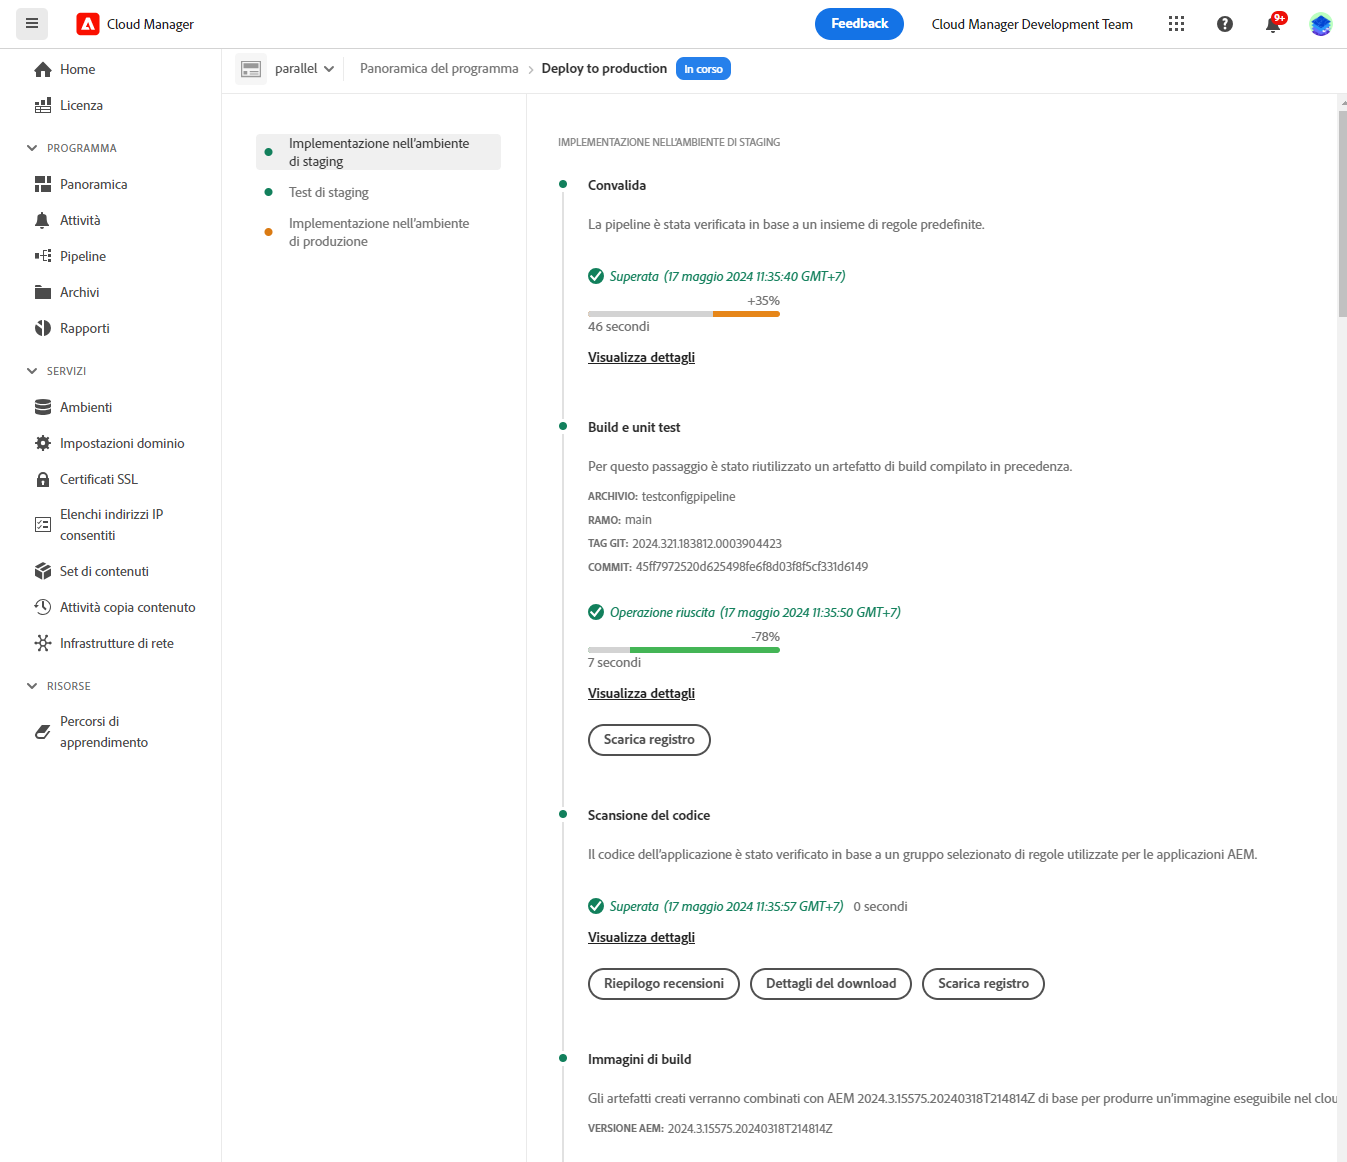 Cloud Manager
Feedback
Cloud Manager Development Team
9+
Home
Licenza
PROGRAMMA
Panoramica
Attività
Pipeline
Archivi
Rapporti
SERVIZI
Ambienti
Impostazioni dominio
Certificati SSL
Elenchi indirizzi IP
consentiti
Set di contenuti
Attività copia contenuto
Infrastrutture di rete
RISORSE
Percorsi di
apprendimento
parallel
Panoramica del programma
Deploy to production
In corso
Implementazione nell'ambiente
di staging
Test di staging
Implementazione nell'ambiente
di produzione
IMPLEMENTAZIONE NELL'AMBIENTE DI STAGING
Convalida
La pipeline è stata verificata in base a un insieme di regole predefinite.
Superata (17 maggio 2024 11:35:40 GMT+7)
+35%
46 secondi
Visualizza dettagli
Build e unit test
Per questo passaggio è stato riutilizzato un artefatto di build compilato in precedenza.
ARCHIVIO: testconfigpipeline
RAMO: main
TAG GIT: 2024.321.183812.0003904423
COMMIT: 45ff7972520d625498fe6f8d03f8f5cf331d6149
Operazione riuscita (17 maggio 2024 11:35:50 GMT+7)
-78%
7 secondi
Visualizza dettagli
Scarica registro
Scansione del codice
Il codice dell'applicazione è stato verificato in base a un gruppo selezionato di regole utilizzate per le applicazioni AEM.
Superata (17 maggio 2024 11:35:57 GMT+7) 0 secondi
Visualizza dettagli
Riepilogo recensioni
Dettagli del download
Scarica registro
Immagini di build
Gli artefatti creati verranno combinati con AEM 2024.3.15575.20240318T214814Z di base per produrre un'immagine eseguibile nel clou
VERSIONE AEM: 2024.3.15575.20240318T214814Z